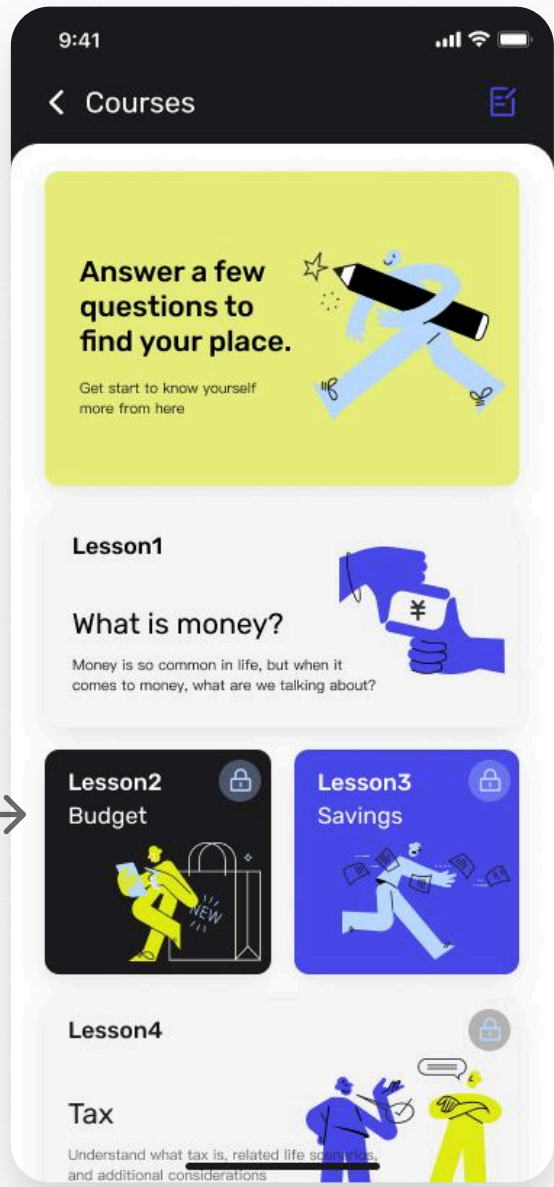 9:41
Courses
Answer a few
questions to
find your place.
Get start to know yourself
more from here
Lesson1
What is money?
Money is so common in life, but when it
comes to money, what are we talking about?
¥
Lesson2
Budget
NEW
Lesson3
Savings
Lesson4
Tax
Understand what tax is, related life scenarios,
and additional considerations